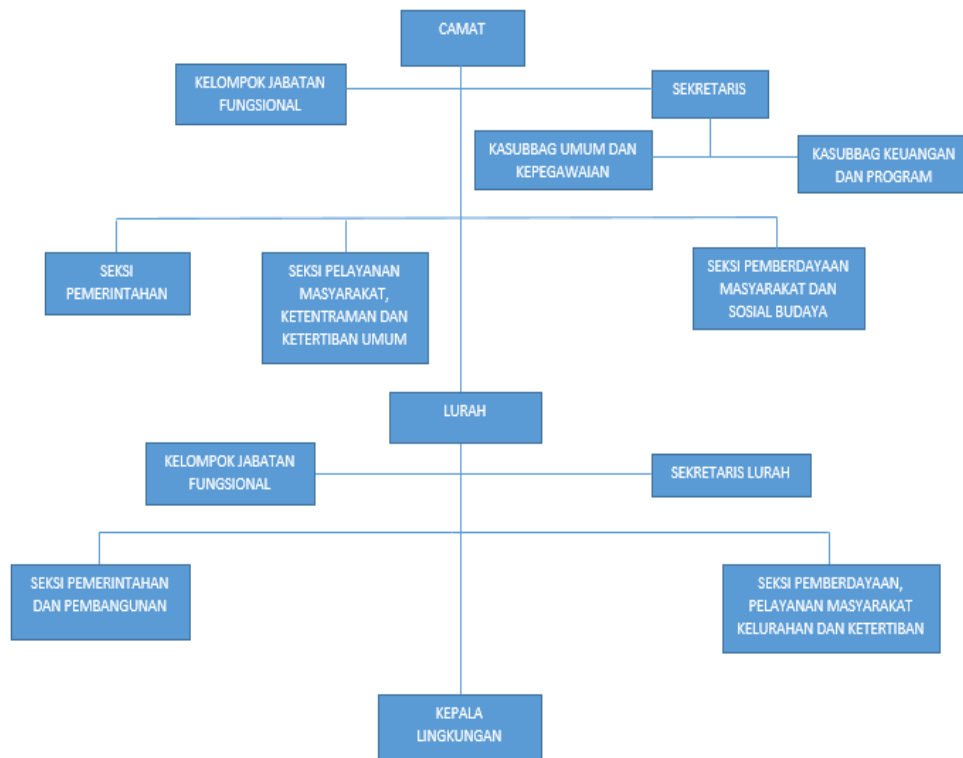 CAMAT
KELOMPOK JABATAN
FUNGSIONAL
SEKRETARIS
KASUBBAG UMUM DAN
KEPEGAWAIAN
KASUBBAG KEUANGAN
DAN PROGRAM
SEKSI
PEMERINTAHAN
SEKSI PELAYANAN
MASYARAKAT,
KETENTRAMAN DAN
KETERTIBAN UMUM
SEKSI PEMBERDAYAAN
MASYARAKAT DAN
SOSIAL BUDAYA
LURAH
KELOMPOK JABATAN
FUNGSIONAL
SEKRETARIS LURAH
SEKSI PEMERINTAHAN
DAN PEMBANGUNAN
SEKSI PEMBERDAYAAN,
PELAYANAN MASYARAKAT
KELURAHAN DAN KETERTIBAN
KEPALA
LINGKUNGAN